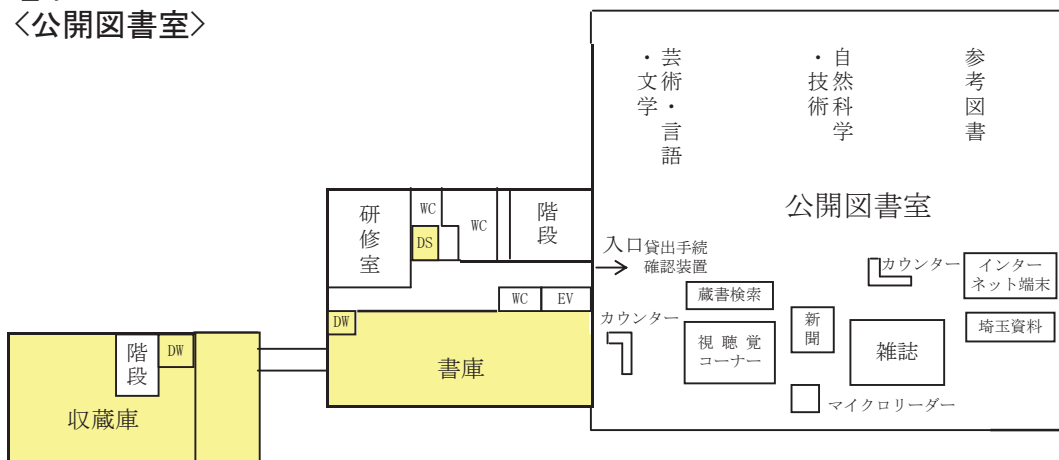 <公開図書室>
芸術・言語
・文学
自然科学
・技術
参考図書
公開図書室
研修室
WC
DS
WC
階段
入口
貸出手続
確認装置
カウンター
インター
ネット端末
蔵書検索
WC
EV
DW
カウンター
新聞
埼玉資料
視聴覚
コーナー
雑誌
書庫
階段
DW
収蔵庫
マイクロリーダー